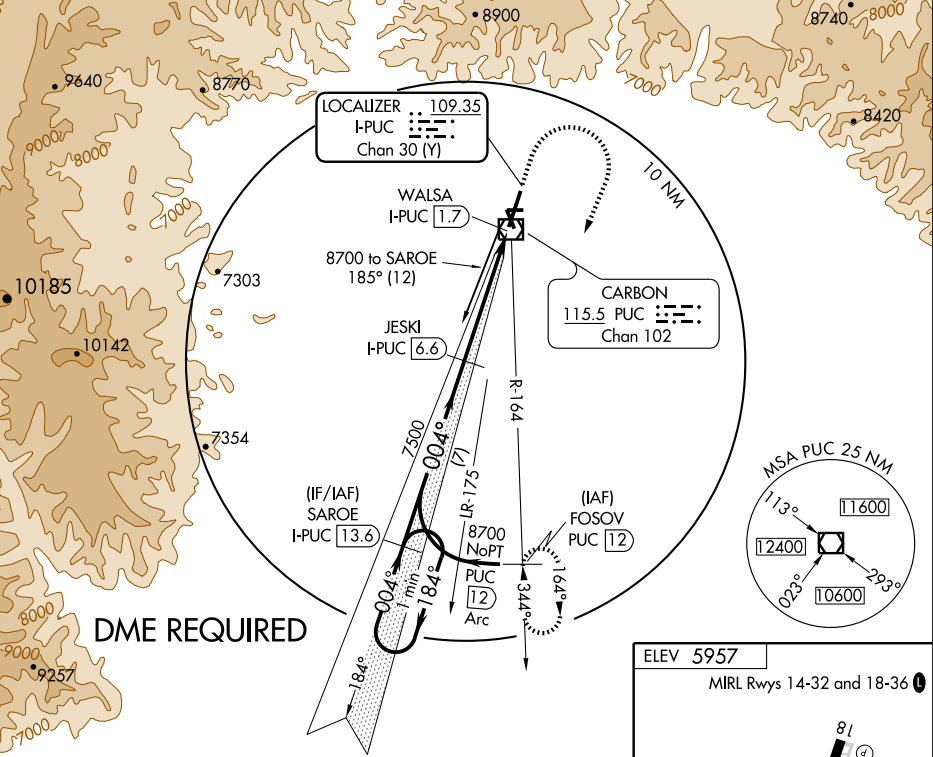 8900
8740
8000
9640
8770
7000
8420
9000
8000
LOCALIZER 109.35
I-PUC
Chan 30 (Y)
10 NM
7000
WALSA
I-PUC 1.7
8700 to SAROE
185° (12)
7303
10185
CARBON
115.5 PUC
Chan 102
JESKI
I-PUC 6.6
10142
R-164
7500
004°
(7)
7354
LR-175
MSA PUC 25 NM
113°
11600
12400
023°
293°
10600
(IF/IAF)
SAROE
I-PUC 13.6
(IAF)
FOSOV
PUC 12
8700
NoPT
PUC
12
Arc
004°
1 min
184°
344°
164°
8000
DME REQUIRED
9000
9257
184°
7000
ELEV 5957
MIRL Rwys 14-32 and 18-36 L
18
P